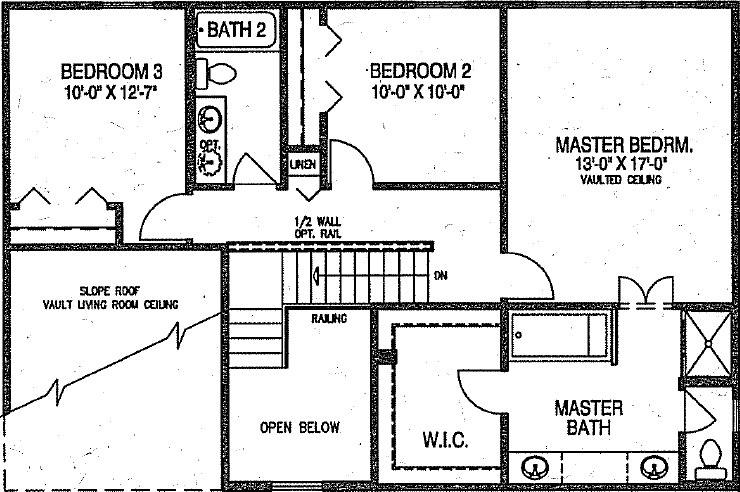 BATH 2
BEDROOM 3
10'-0" X 12'-7"
BEDROOM 2
10'-0" X 10'-0"
OPT.
MASTER BEDRM.
13'-0" X 17'-0"
VAULTED CEILING
LINEN
1/2 WALL
OPT. RAIL
DN
SLOPE ROOF
VAULT LIVING ROOM CEILING
RAILING
OPEN BELOW
W.I.C.
MASTER
BATH